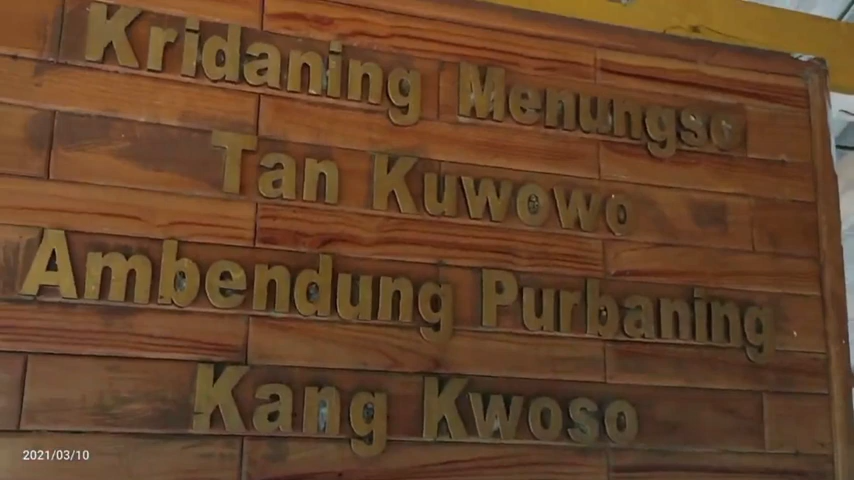 Kridaning Menungso
Tan Kuwowo
Ambendung Purbaning
Kang Kwoso
2021/03/10